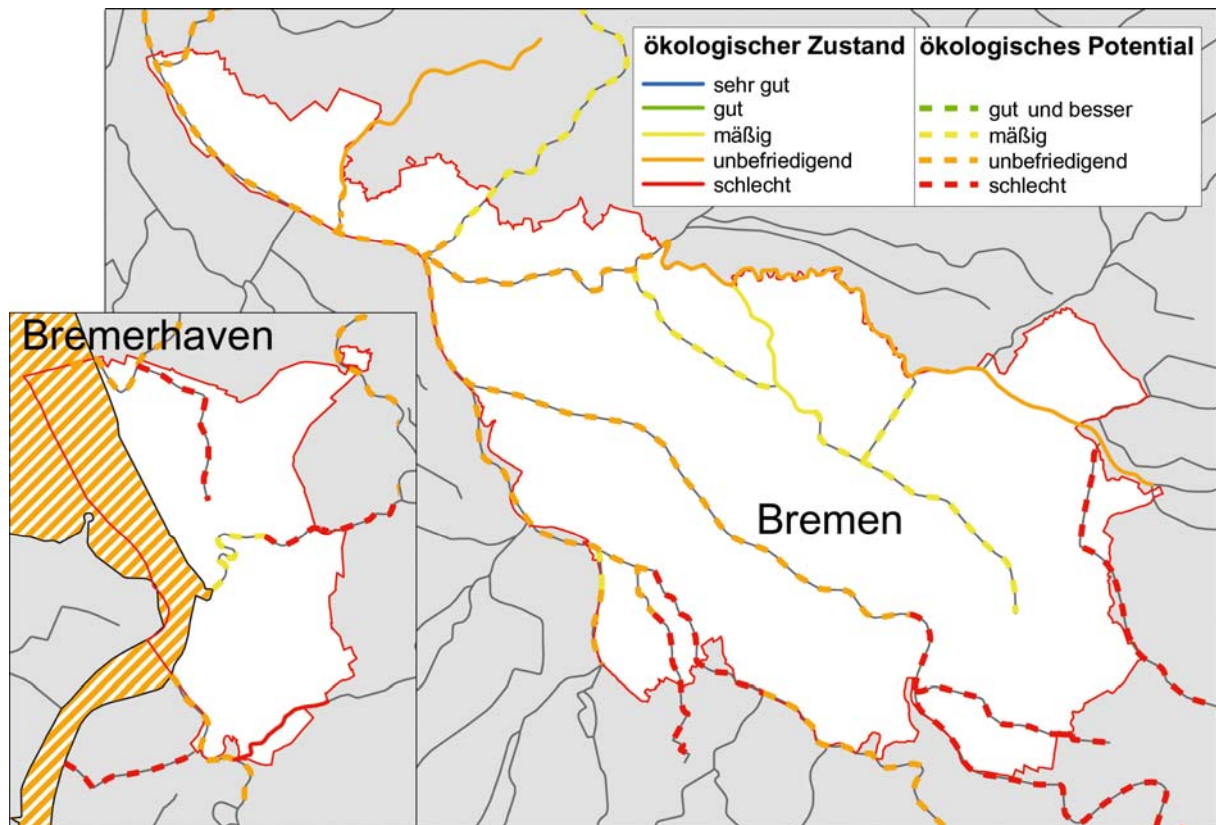 ökologischer Zustand
sehr gut
gut
mäßig
unbefriedigend
schlecht
ökologisches Potential
gut und besser
mäßig
unbefriedigend
schlecht
Bremerhaven
Bremen